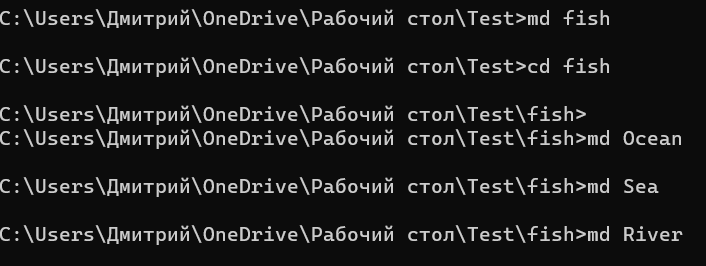 C:\Users\Дмитрий\OneDrive\Рабочий стол\Test>md fish
C:\Users\Дмитрий\OneDrive\Рабочий стол\Test>cd fish
C:\Users\Дмитрий\OneDrive\Рабочий стол\Test\fish>
C:\Users\Дмитрий\OneDrive\Рабочий стол\Test\fish>md Ocean
C:\Users\Дмитрий\OneDrive\Рабочий стол\Test\fish>md Sea
C:\Users\Дмитрий\OneDrive\Рабочий стол\Test\fish>md River